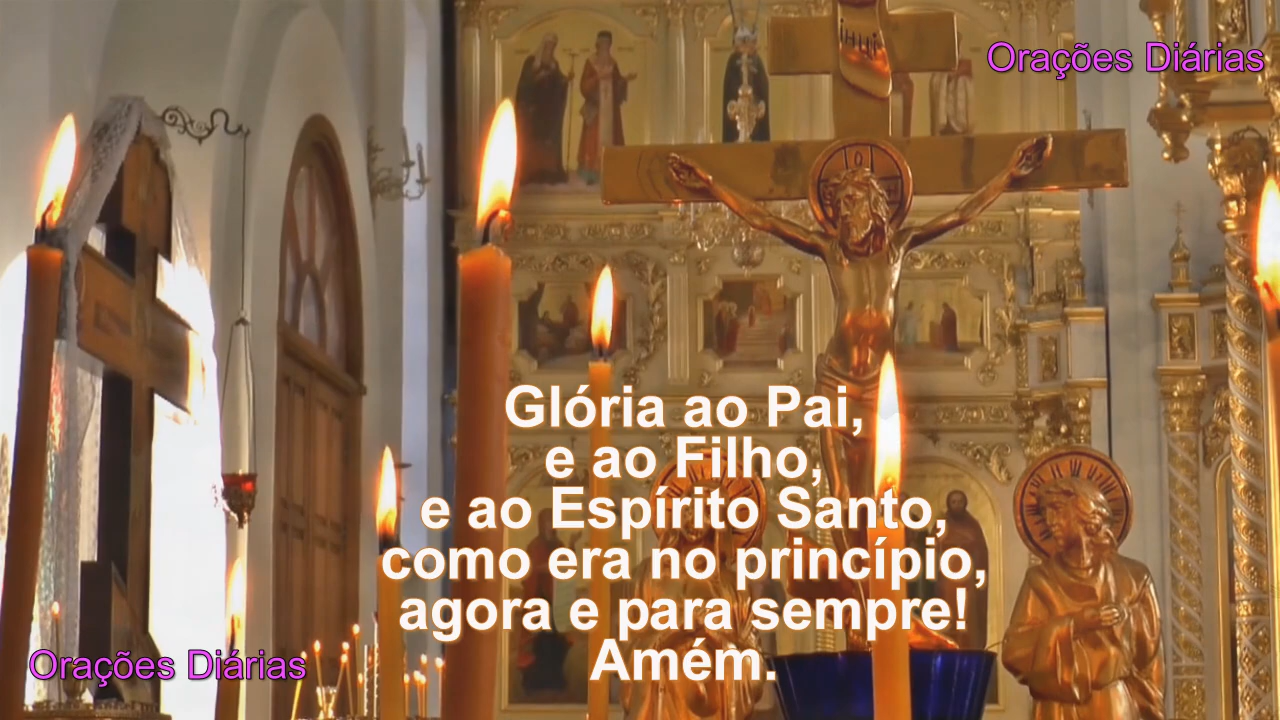 Orações Diárias
Glória ao Pai,
e ao Filho,
e ao Espírito Santo,
como era no princípio,
agora e para sempre!
Amém.
Orações Diárias